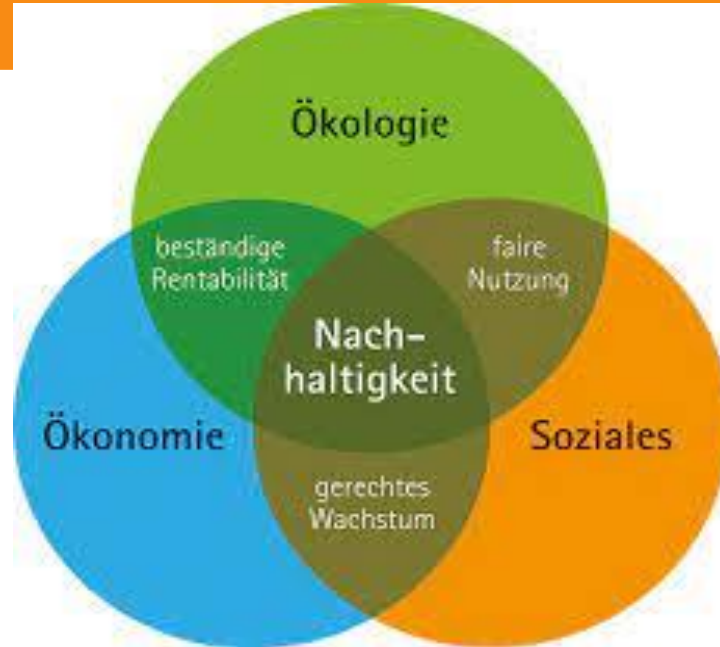 Ökologie
beständige
Rentabilität
faire
Nutzung
Nach-
haltigkeit
Ökonomie
Soziales
gerechtes
Wachstum